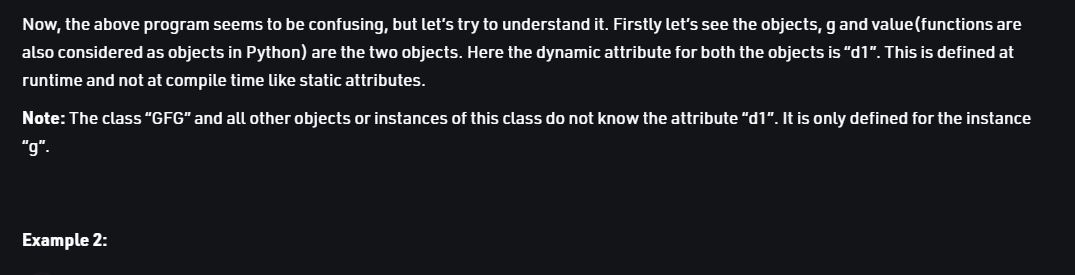 Now, the above program seems to be confusing, but let's try to understand it. Firstly let's see the objects, g and value(functions are
also considered as objects in Python) are the two objects. Here the dynamic attribute for both the objects is “d1”. This is defined at
runtime and not at compile time like static attributes.
Note: The class “GFG” and all other objects or instances of this class do not know the attribute “d1”. It is only defined for the instance
“g”.
Example 2: